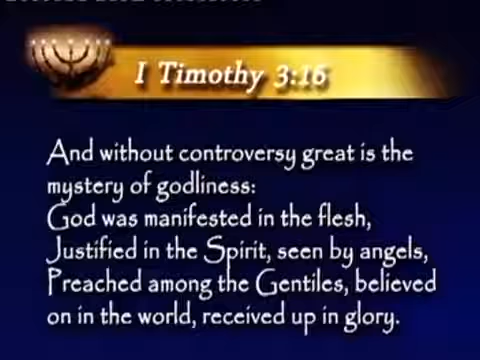 I Timothy 3:16
And without controversy great is the
mystery of godliness:
God was manifested in the flesh,
Justified in the Spirit, seen by angels,
Preached among the Gentiles, believed
on in the world, received up in glory.